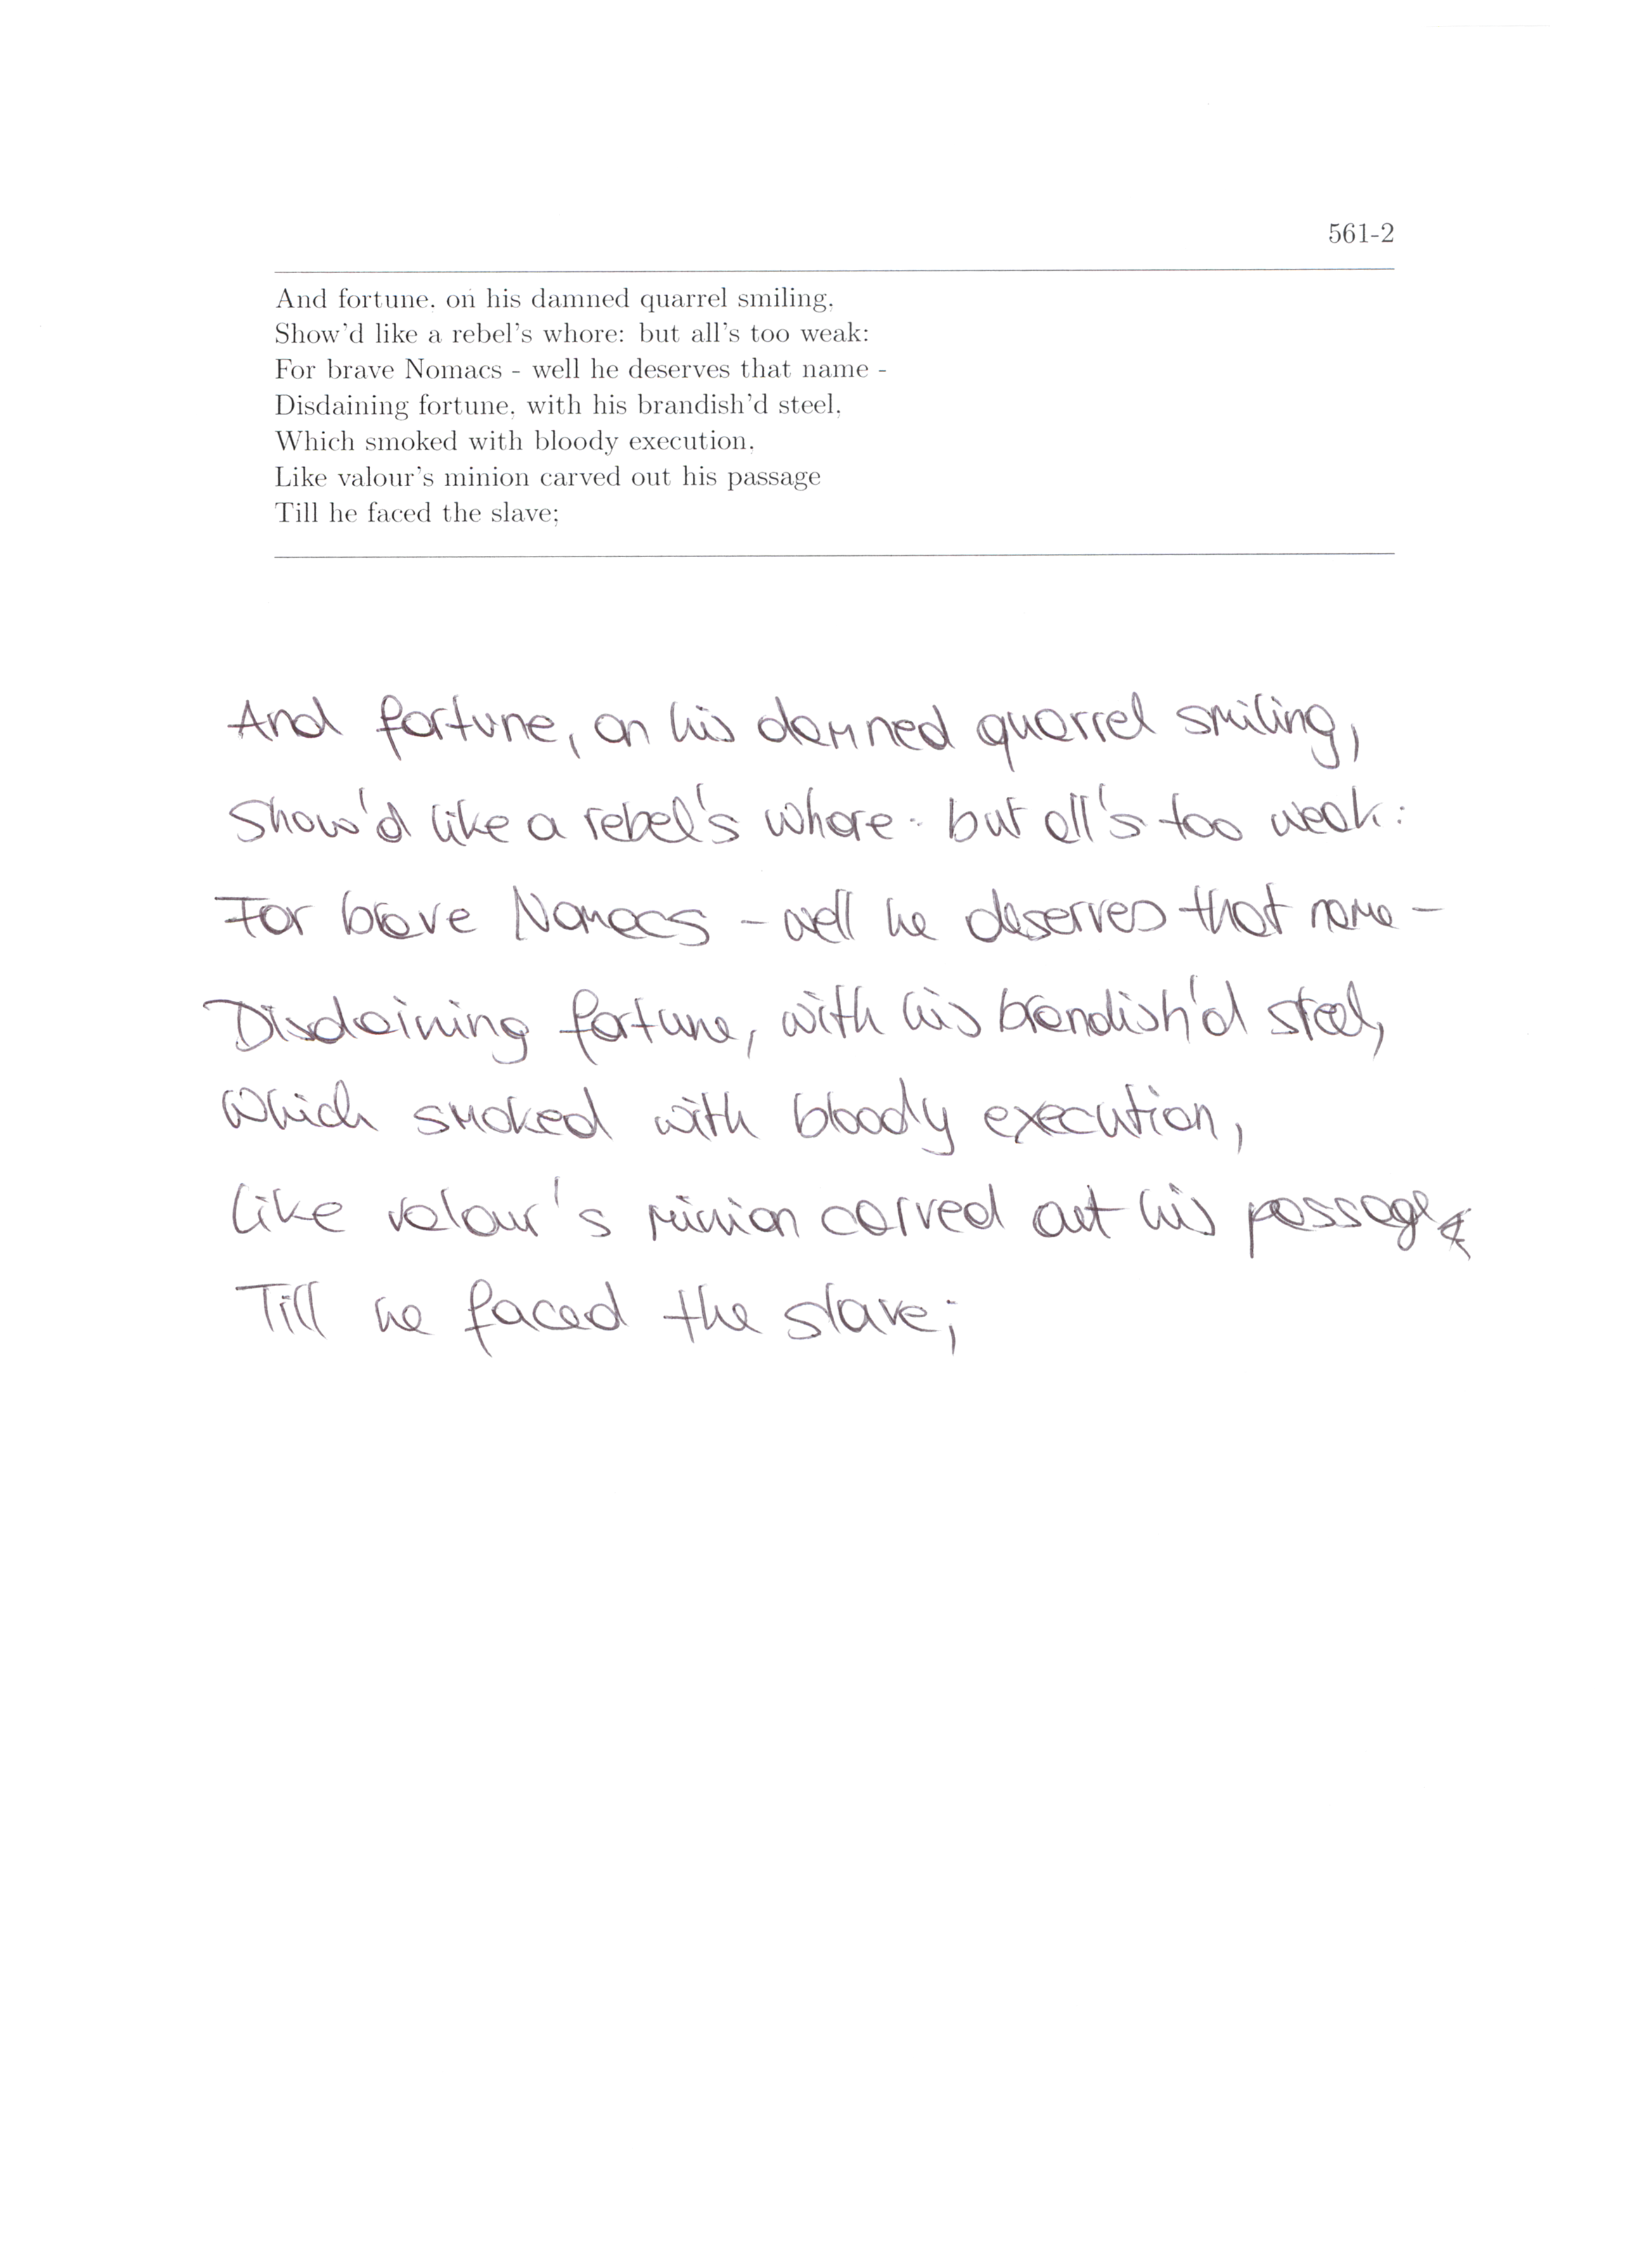 561-2
And fortune, on his damned quarrel smiling,
Show'd like a rebel's whore: but all's too weak:
For brave Nomacs - well he deserves that name -
Disdaining fortune, with his brandish'd steel,
Which smoked with bloody execution,
Like valour's minion carved out his passage
Till he faced the slave;
And fortune, on his damned quarrel smiling,
Show'd like a rebel's whore: but all's too weak:
For brave Nomacs - well he deserves that name -
Disdaining fortune, with his brandish'd steel,
Which smoked with bloody execution,
Like valour's minion carved out his passage
Till he faced the slave;